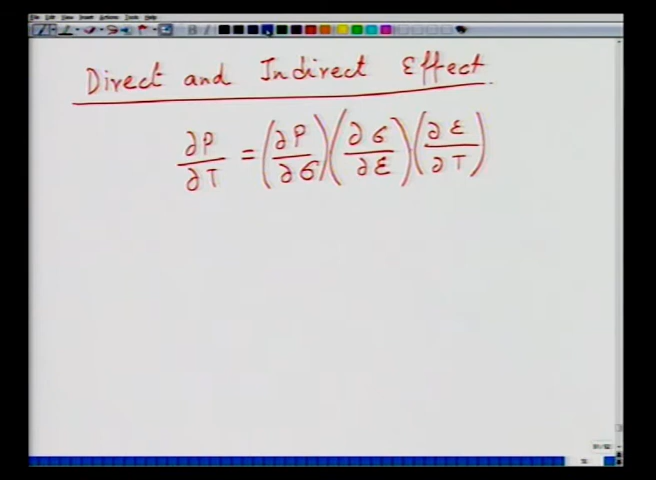 Direct and Indirect Effect
∂P/∂T = (∂P/∂σ)(∂σ/∂ε)·(∂ε/∂T)